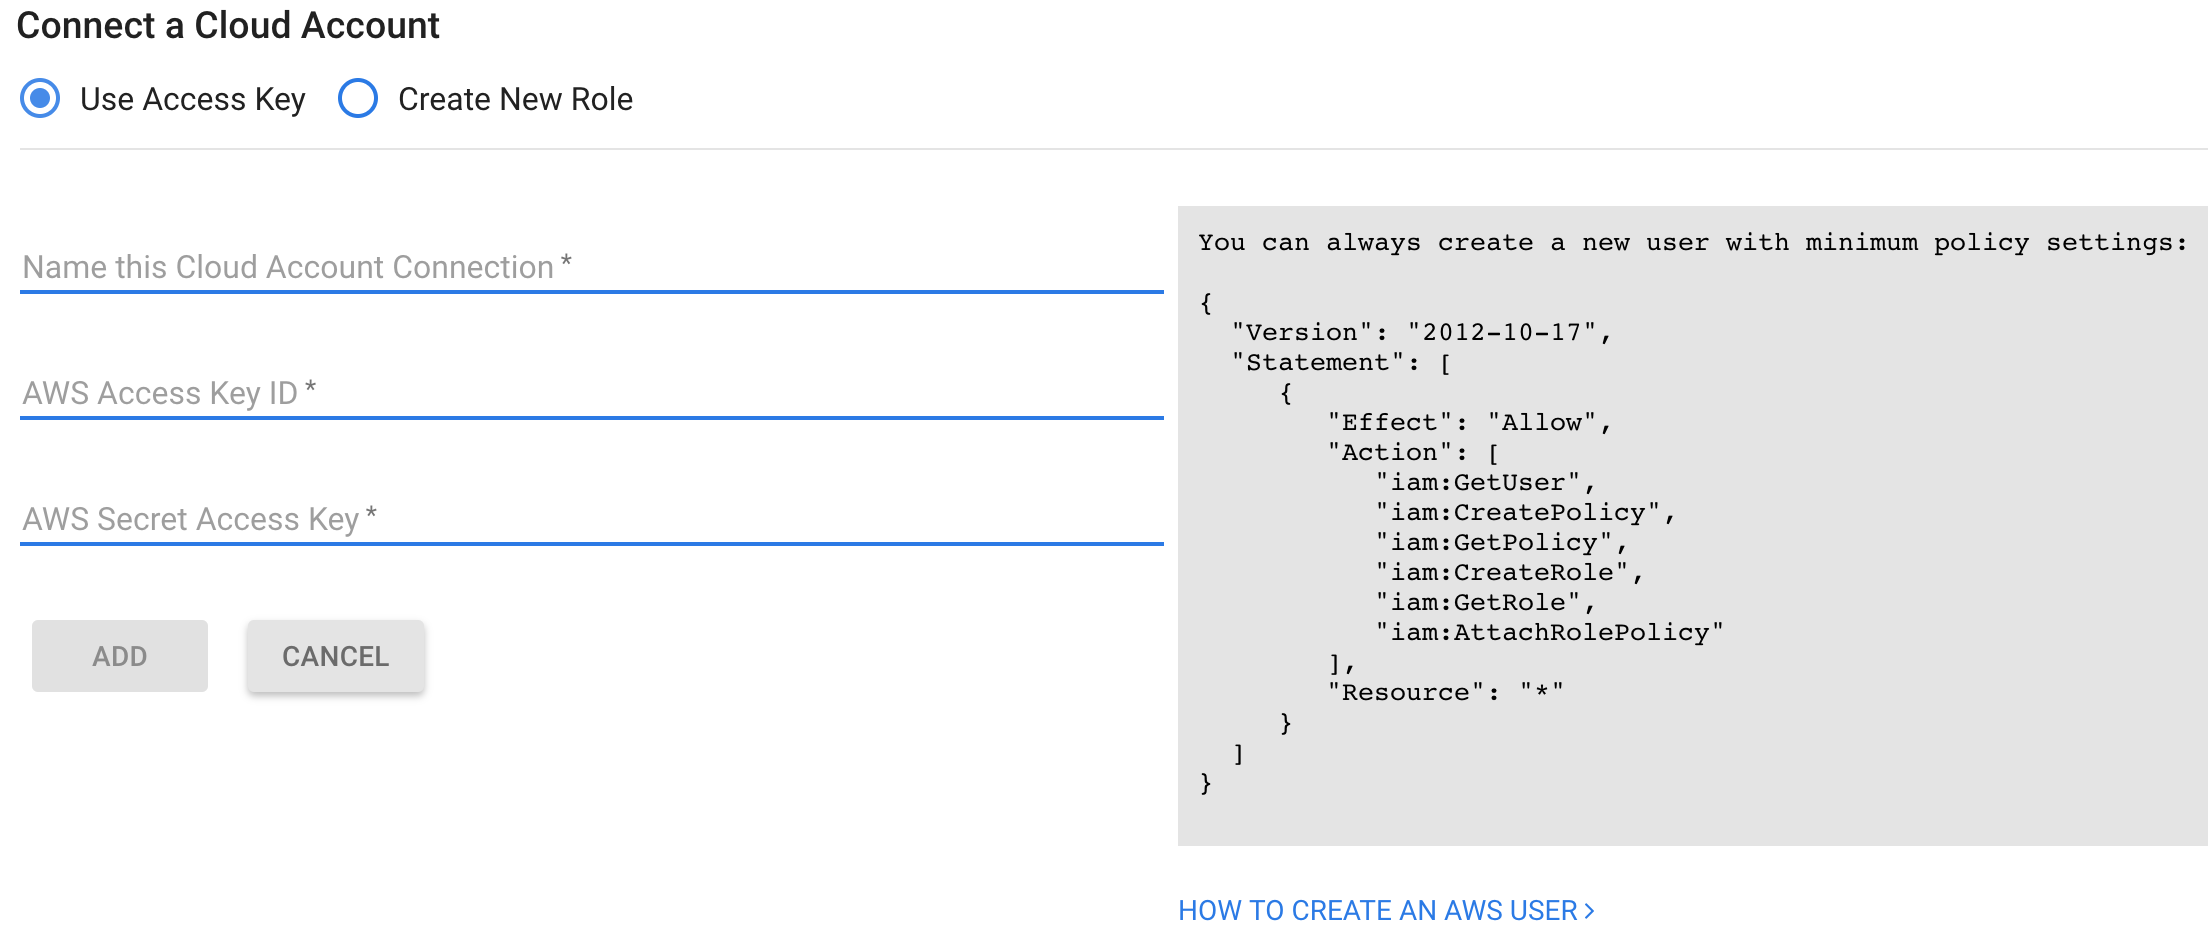 Connect a Cloud Account
Use Access Key
Create New Role
Name this Cloud Account Connection *
AWS Access Key ID *
AWS Secret Access Key *
ADD
CANCEL
You can always create a new user with minimum policy settings:
{
"Version": "2012-10-17",
"Statement": [
{
"Effect": "Allow",
"Action": [
"iam:GetUser",
"iam:CreatePolicy",
"iam:GetPolicy",
"iam:CreateRole",
"iam:GetRole",
"iam:AttachRolePolicy"
],
"Resource": "*"
}
]
}
HOW TO CREATE AN AWS USER >